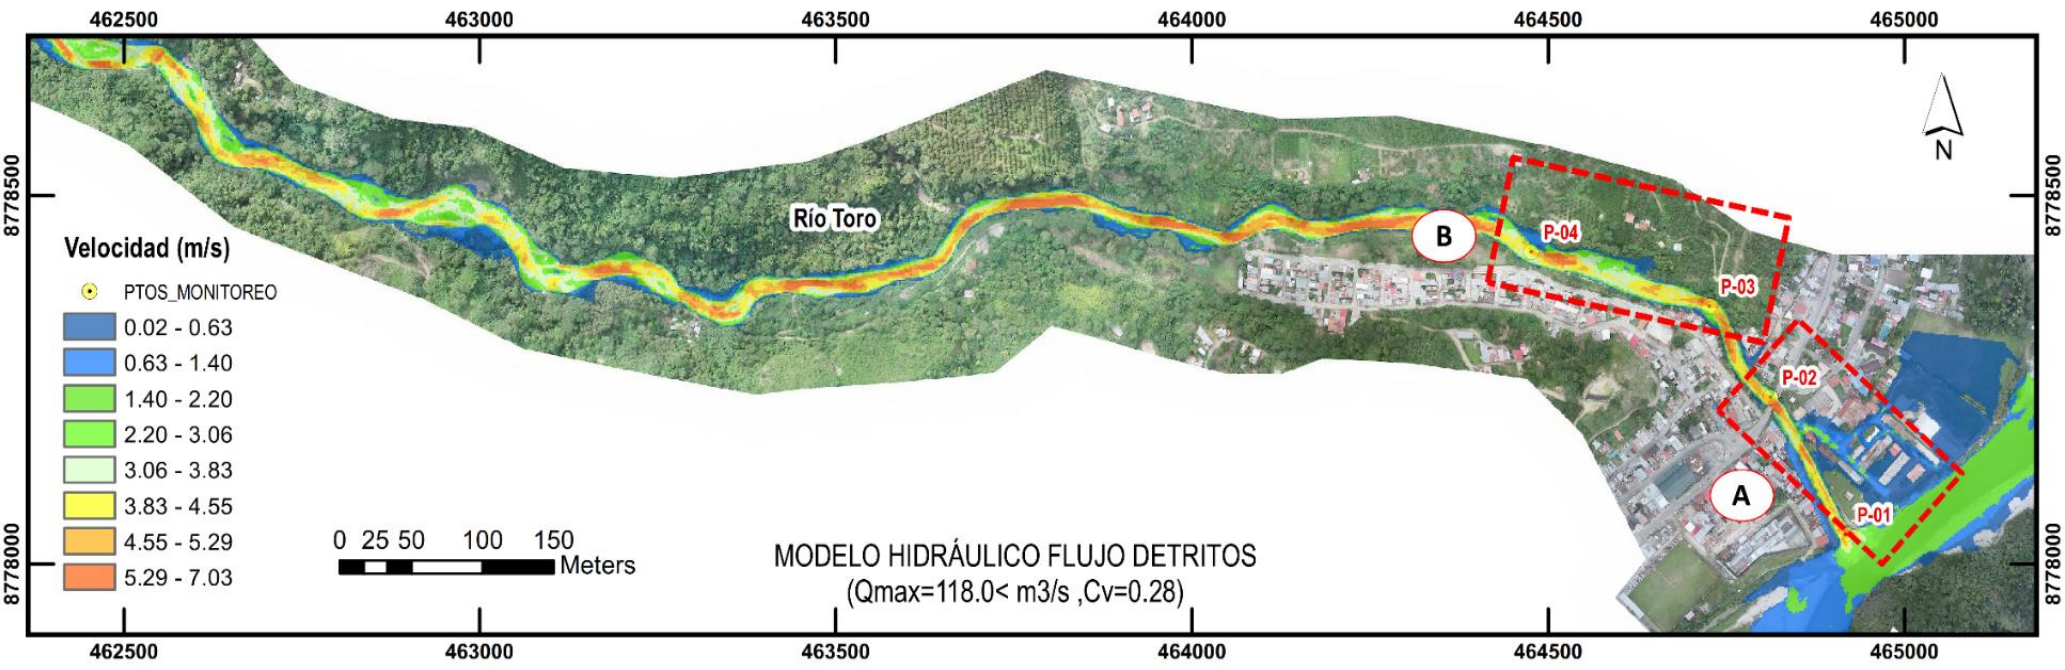 462500 463000 463500 464000 464500 465000
8778500
8778500
N
Río Toro
B
P-04
P-03
P-02
A
P-01
Velocidad (m/s)
PTOS_MONITOREO
0.02 - 0.63
0.63 - 1.40
1.40 - 2.20
2.20 - 3.06
3.06 - 3.83
3.83 - 4.55
4.55 - 5.29
5.29 - 7.03
0 25 50 100 150
Meters
MODELO HIDRÁULICO FLUJO DETRITOS
(Qmax=118.0< m3/s ,Cv=0.28)
8778000
8778000
462500 463000 463500 464000 464500 465000